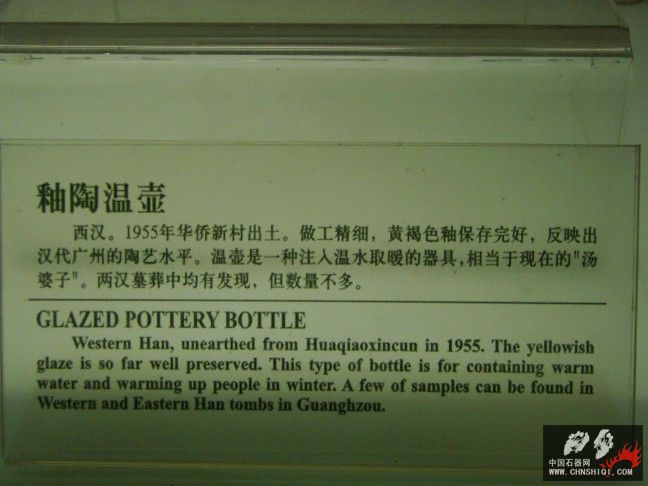 釉陶温壶
西汉。1955年华侨新村出土。做工精细，黄褐色釉保存完好，反映出
汉代广州的陶艺水平。温壶是一种注入温水取暖的器具,相当于现在的"汤
婆子"。两汉墓葬中均有发现，但数量不多。
GLAZED POTTERY BOTTLE
Western Han, unearthed from Huaqiaoxincun in 1955. The yellowish
glaze is so far well preserved. This type of bottle is for containing warm
water and warming up people in winter. A few of samples can be found in
Western and Eastern Han tombs in Guanghzou.
中国石器网
WWW.CHNSHIQI.COM